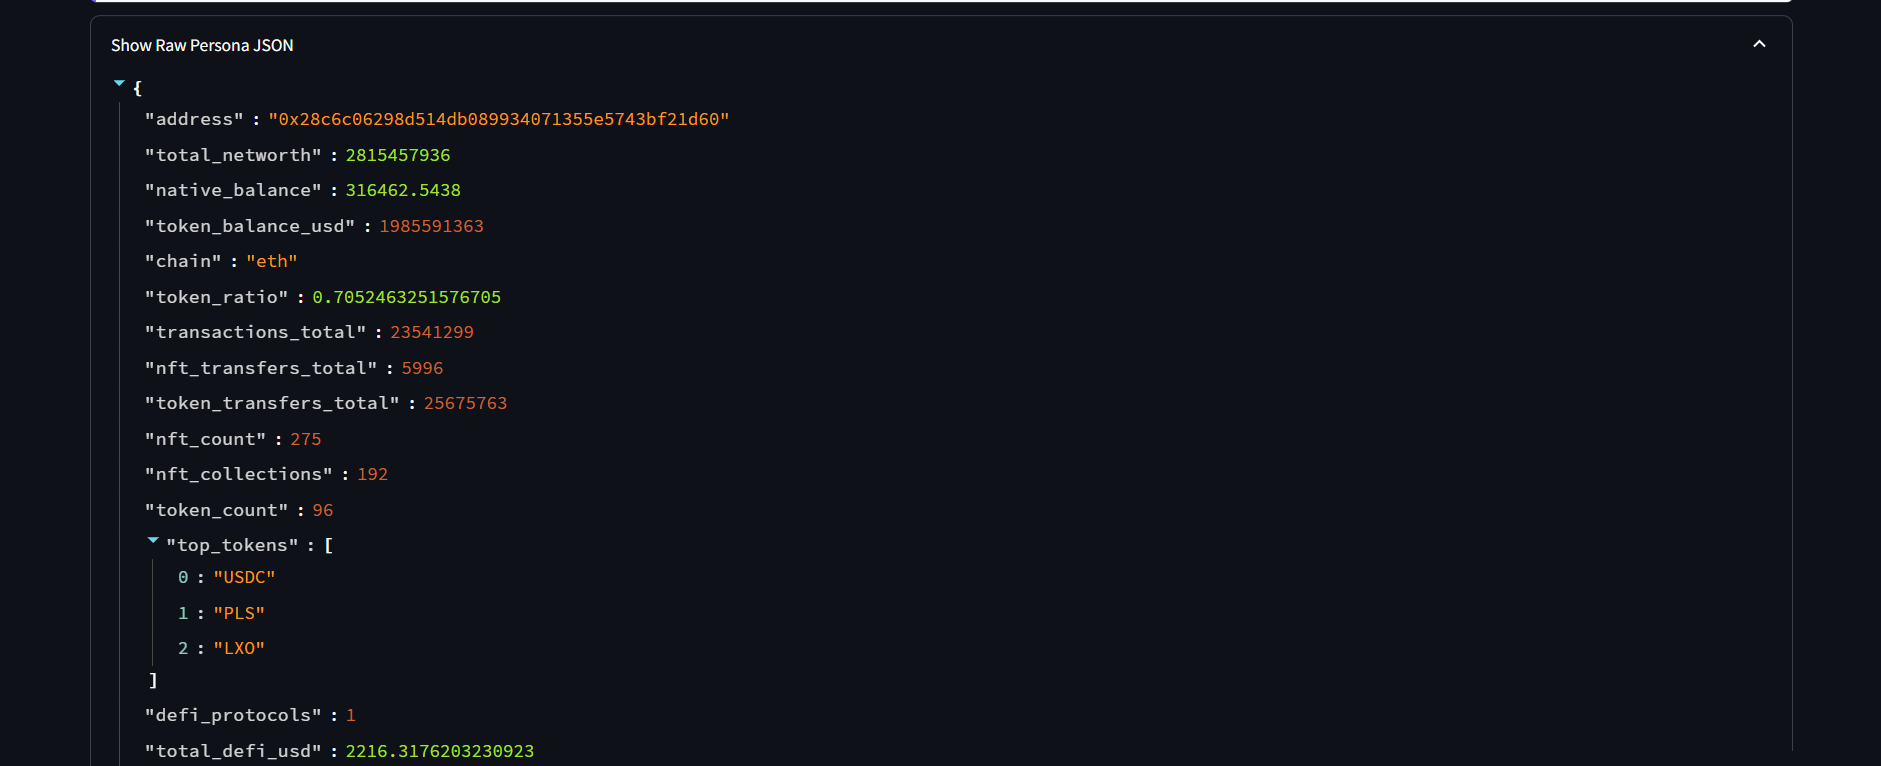 Show Raw Persona JSON
{
"address" : "0x28c6c06298d514db089934071355e5743bf21d60"
"total_networth" : 2815457936
"native_balance" : 316462.5438
"token_balance_usd" : 1985591363
"chain" : "eth"
"token_ratio" : 0.7052463251576705
"transactions_total" : 23541299
"nft_transfers_total" : 5996
"token_transfers_total" : 25675763
"nft_count" : 275
"nft_collections" : 192
"token_count" : 96
"top_tokens" : [
0 : "USDC"
1 : "PLS"
2 : "LXO"
]
"defi_protocols" : 1
"total_defi_usd" : 2216.3176203230923